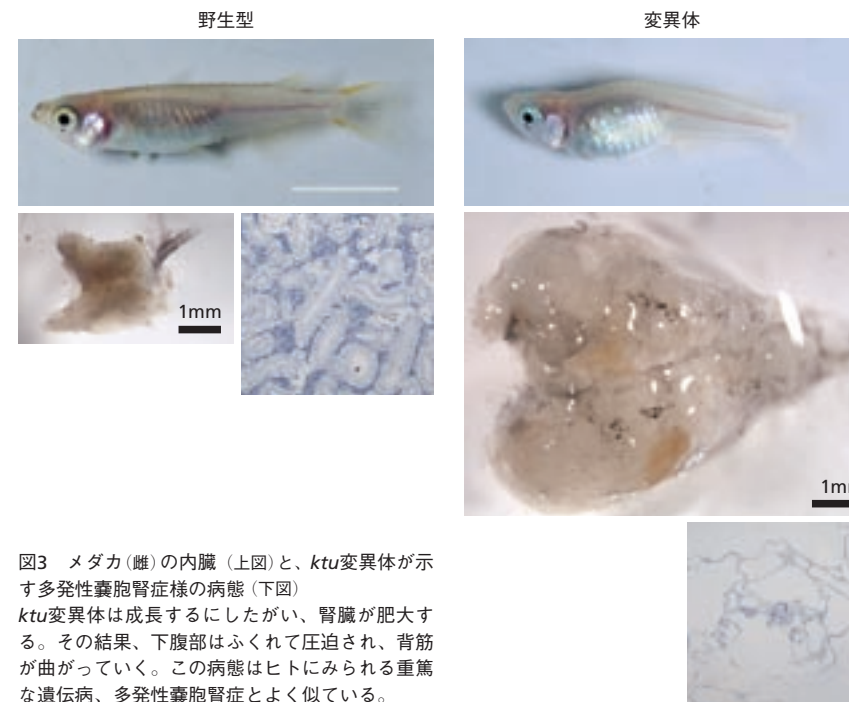 野生型
変異体
1mm
1m
図3 メダカ(雌)の内臓(上図)と、ktu変異体が示
す多発性嚢胞腎症様の病態(下図)
ktu変異体は成長するにしたがい、腎臓が肥大す
る。その結果、下腹部はふくれて圧迫され、背筋
が曲がっていく。この病態はヒトにみられる重篤
な遺伝病、多発性嚢胞腎症とよく似ている。